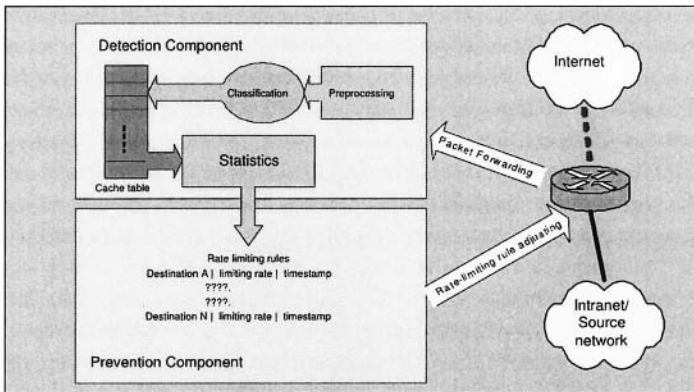 Detection Component
Internet
Classification
Preprocessing
Statistics
Cache table
Packet Forwarding
Rate limiting rules
Destination A | limiting rate | timestamp
????.
????.
Destination N | limiting rate | timestamp
Rate-limiting rule adjusting
Intranet/
Source
network
Prevention Component